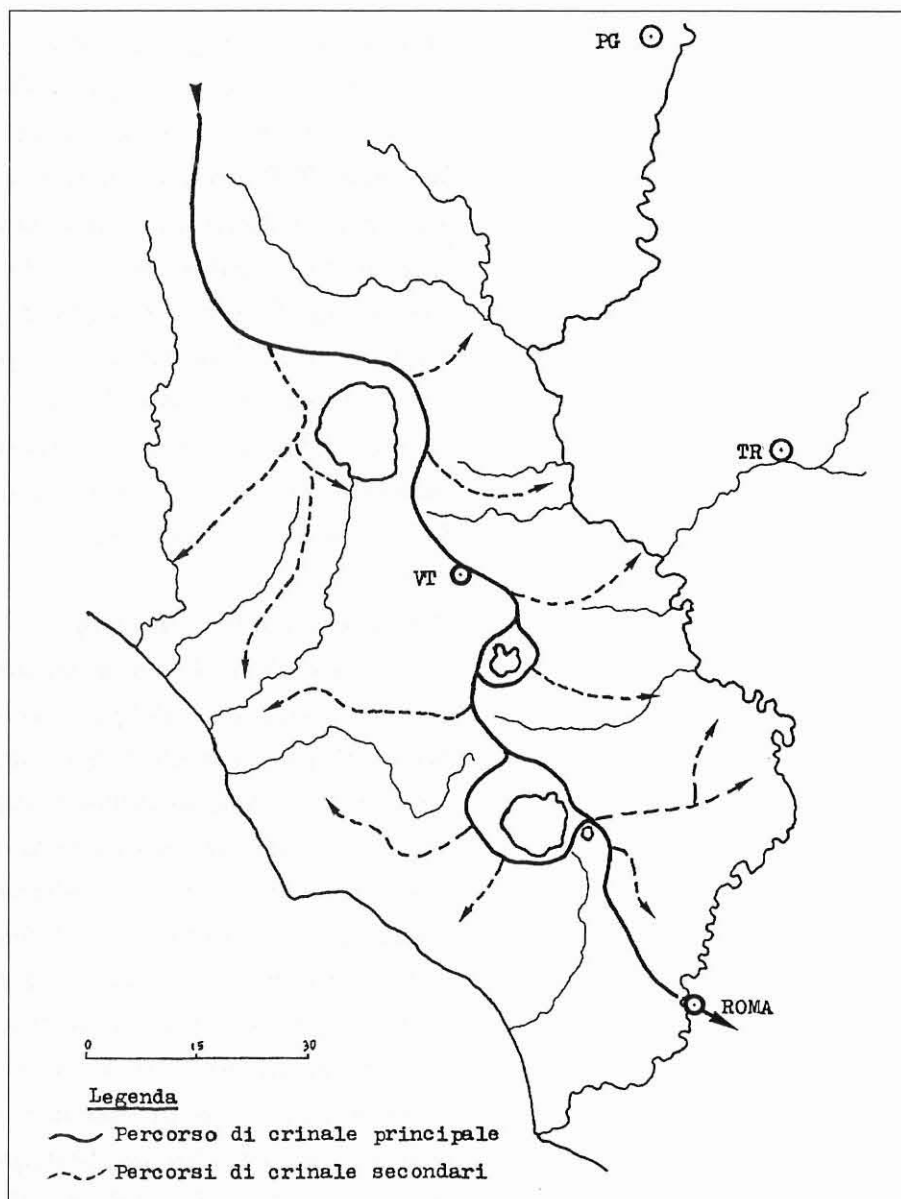 PG
TR
VT
ROMA
0 15 30
Legenda
Percorso di crinale principale
Percorsi di crinale secondari